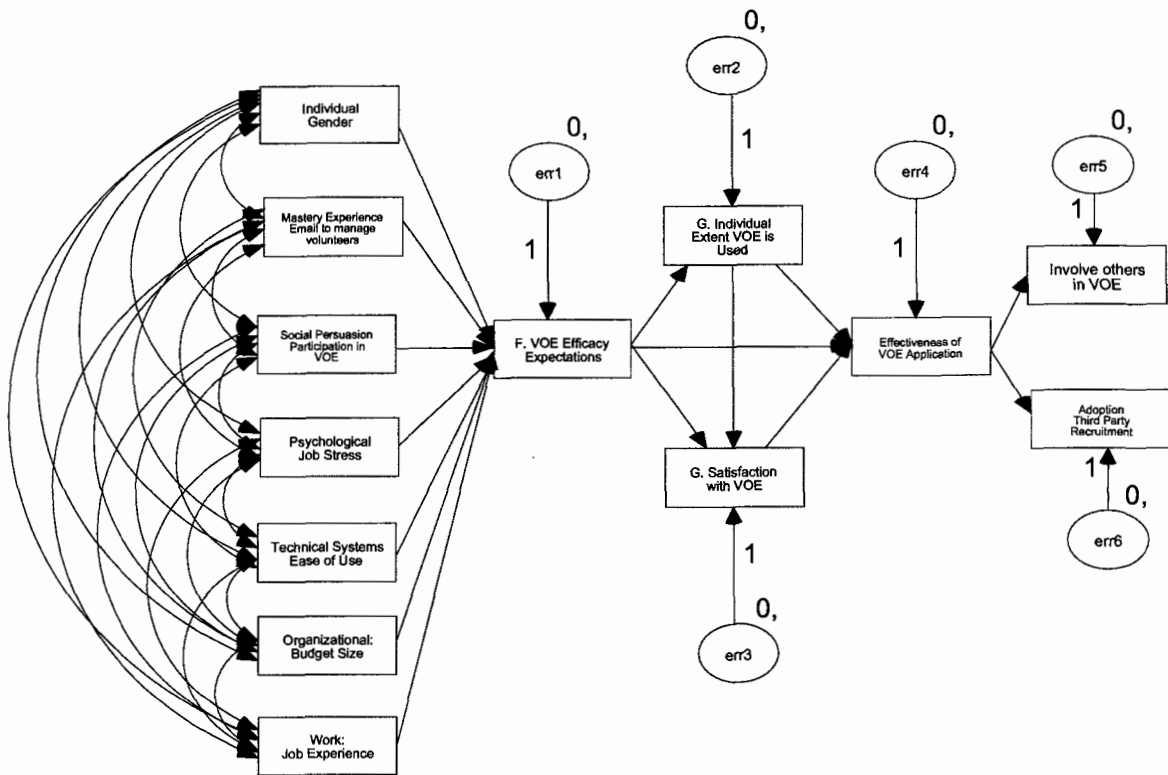 0,
err2
Individual
Gender
0,
1
0,
0,
err1
err4
err5
Mastery Experience
Email to manage
volunteers
G. Individual
Extent VOE is
Used
1
1
1
Involve others
in VOE
Social Persuasion
Participation in
VOE
F. VOE Efficacy
Expectations
Effectiveness of
VOE Application
Adoption
Third Party
Recruitment
Psychological
Job Stress
G. Satisfaction
with VOE
1
0,
err6
Technical Systems
Ease of Use
1
0,
err3
Organizational:
Budget Size
Work:
Job Experience